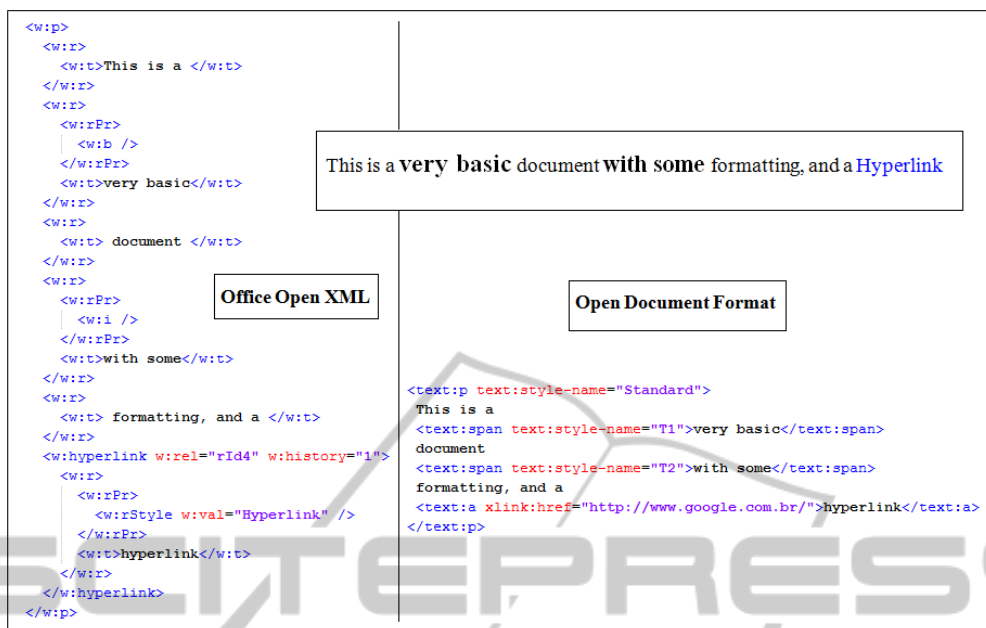 <w:p>
<w:r>
<w:t>This is a </w:t>
</w:r>
<w:r>
<w:rPr>
<w:b />
</w:rPr>
<w:t>very basic</w:t>
</w:r>
<w:r>
<w:t> document </w:t>
</w:r>
<w:r>
<w:rPr>
<w:i />
</w:rPr>
<w:t>with some</w:t>
</w:r>
<w:r>
<w:t> formatting, and a </w:t>
</w:r>
<w:hyperlink w:rel="rId4" w:history="1">
<w:r>
<w:rPr>
<w:rStyle w:val="Hyperlink" />
</w:rPr>
<w:t>hyperlink</w:t>
</w:r>
</w:hyperlink>
</w:p>
This is a very basic document with some formatting, and a Hyperlink
Office Open XML
Open Document Format
<text:p text:style-name="Standard">
This is a
<text:span text:style-name="T1">very basic</text:span>
document
<text:span text:style-name="T2">with some</text:span>
formatting, and a
<text:a xlink:href="http://www.google.com.br/">hyperlink</text:a>
</text:p>
SCITEPRESS